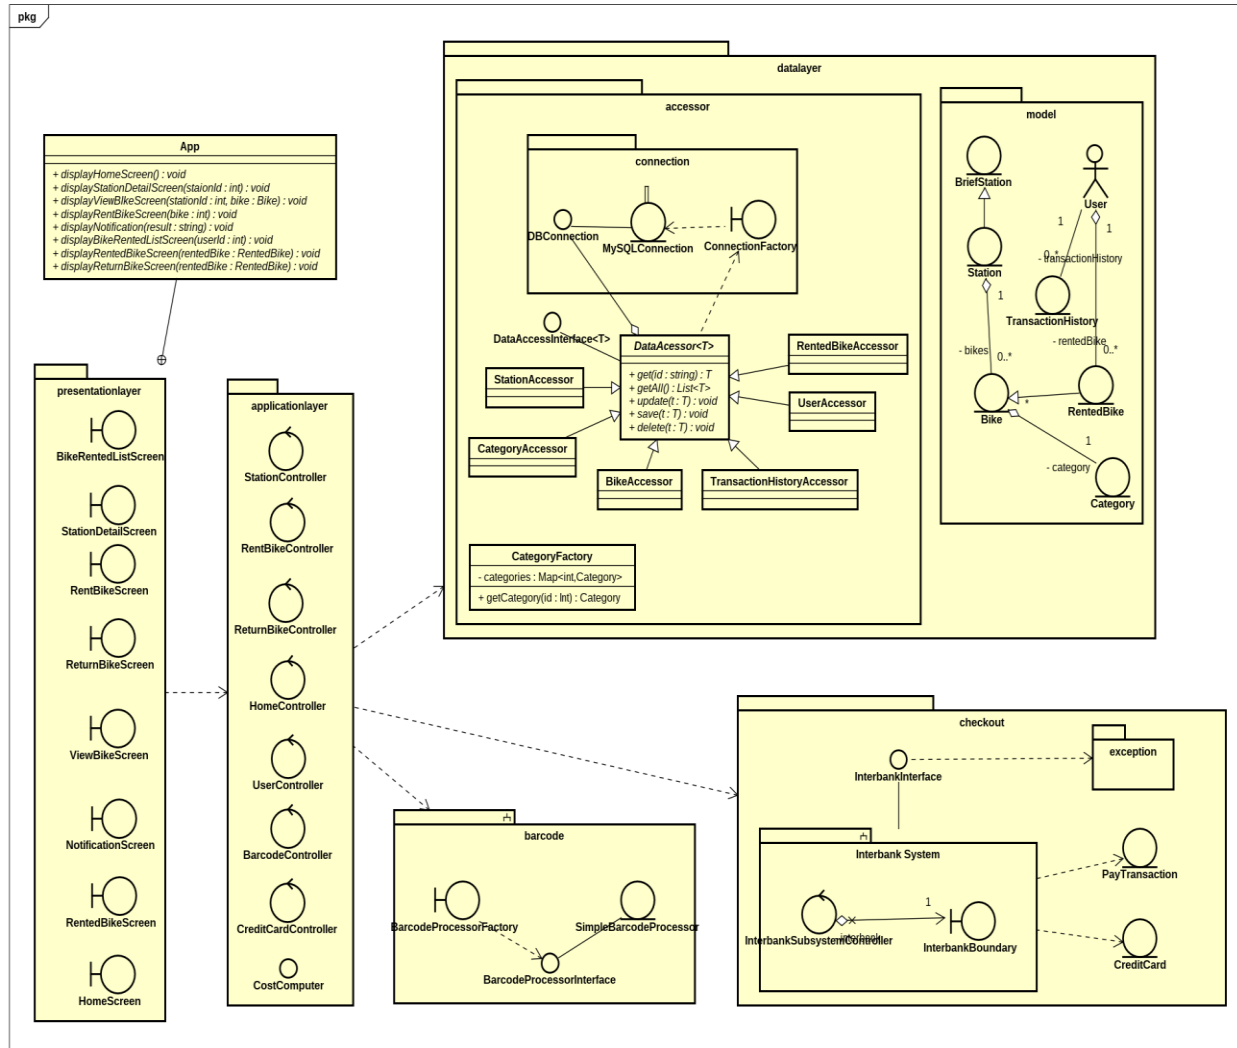 pkg
datalayer
accessor
model
connection
App
+ displayHomeScreen() : void
+ displayStationDetailScreen(staionId : int) : void
+ displayViewBIkeScreen(stationId : int, bike : Bike) : void
+ displayRentBikeScreen(bike : int) : void
+ displayNotification(result : string) : void
+ displayBikeRentedListScreen(userId : int) : void
+ displayRentedBikeScreen(rentedBike : RentedBike) : void
+ displayReturnBikeScreen(rentedBike : RentedBike) : void
DBConnection
MySQLConnection
ConnectionFactory
DataAccessInterface<T>
DataAcessor<T>
+ get(id : string) : T
+ getAll() : List<T>
+ update(t : T) : void
+ save(t : T) : void
+ delete(t : T) : void
RentedBikeAccessor
StationAccessor
UserAccessor
CategoryAccessor
BikeAccessor
TransactionHistoryAccessor
CategoryFactory
- categories : Map<int,Category>
+ getCategory(id : Int) : Category
BriefStation
User
1
1
0..*
- transactionHistory
Station
1
TransactionHistory
- bikes
0..*
- rentedBike
0..*
Bike
*
RentedBike
1
- category
Category
presentationlayer
BikeRentedListScreen
StationDetailScreen
RentBikeScreen
ReturnBikeScreen
ViewBikeScreen
NotificationScreen
RentedBikeScreen
HomeScreen
applicationlayer
StationController
RentBikeController
ReturnBikeController
HomeController
UserController
BarcodeController
CreditCardController
CostComputer
barcode
BarcodeProcessorFactory
SimpleBarcodeProcessor
BarcodeProcessorInterface
checkout
InterbankInterface
exception
Interbank System
1
InterbankSubsystemController
- interbank
InterbankBoundary
PayTransaction
CreditCard